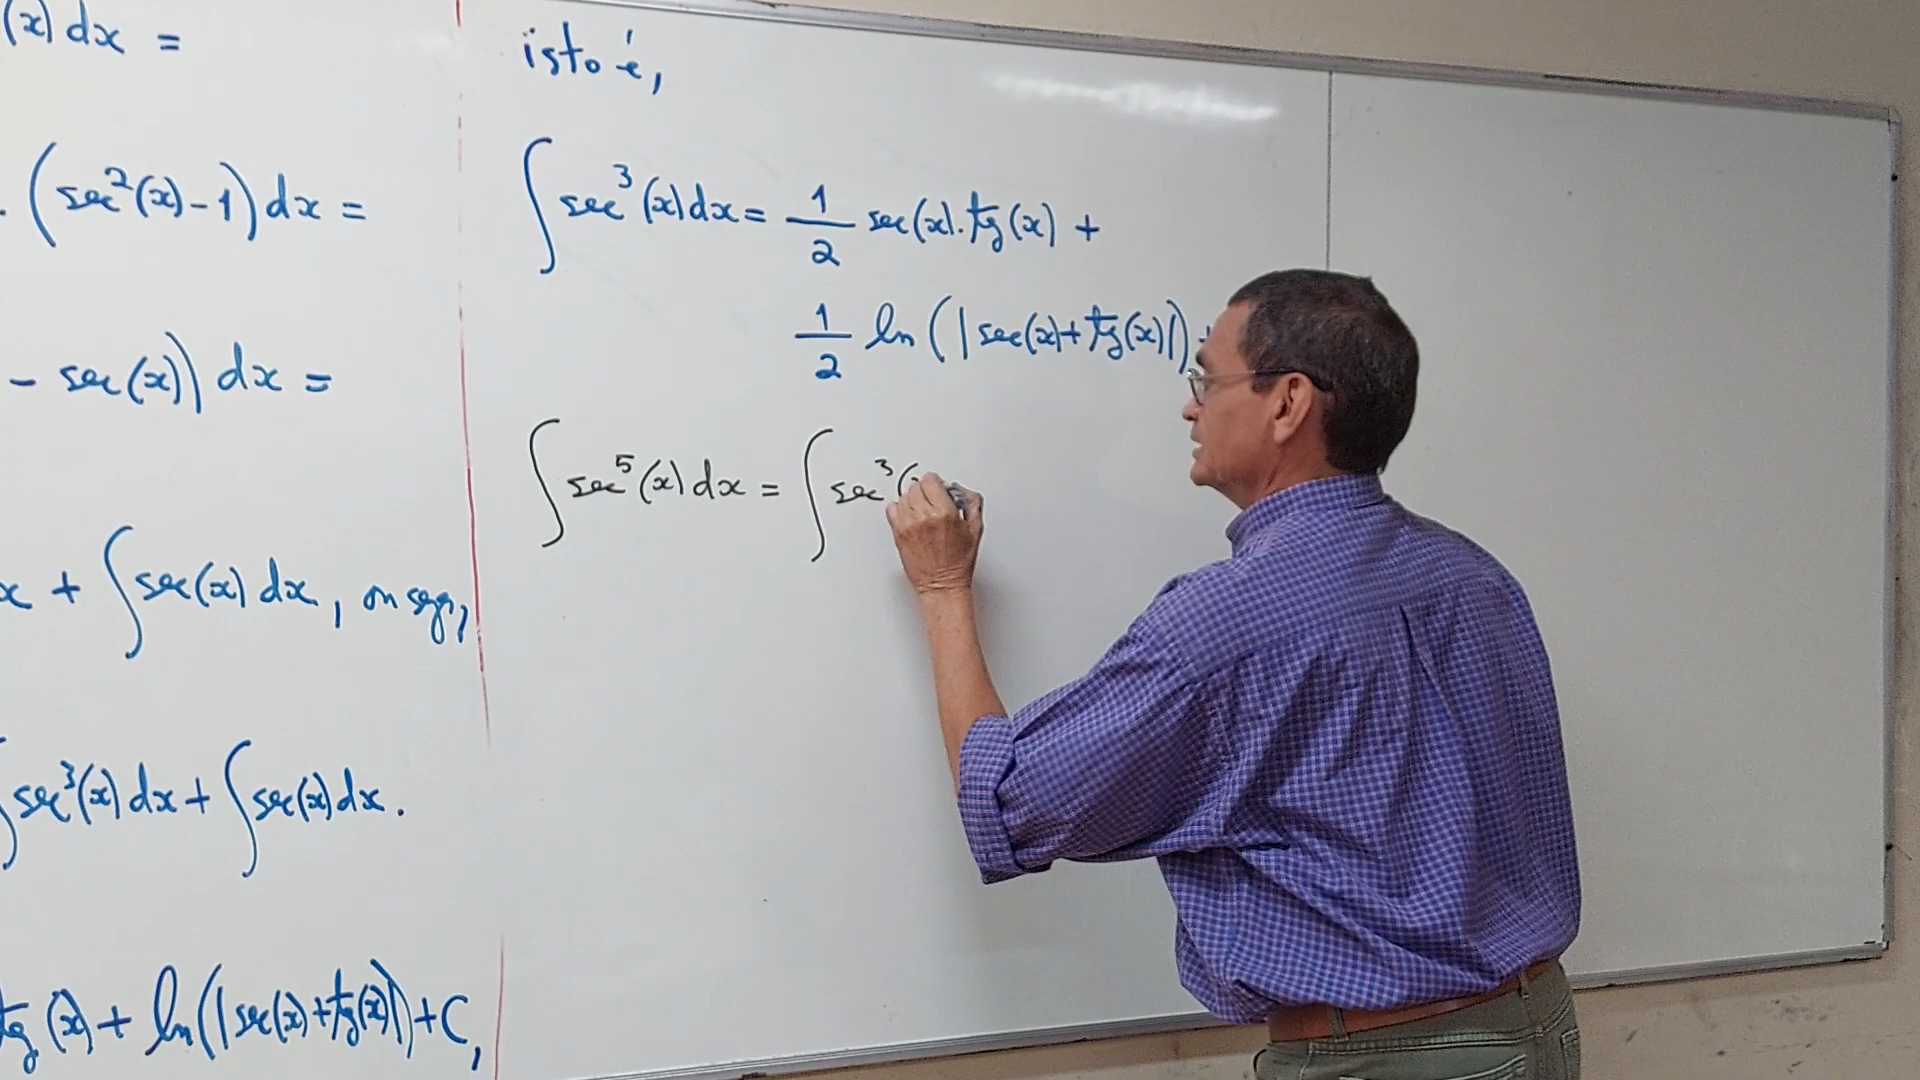 (x) dx =
. (sec²(x) - 1) dx =
- sec(x)) dx =
x + ∫ sec(x) dx, ou seja,
∫ sec³(x) dx + ∫ sec(x) dx.
tg(x) + ln(|sec(x)+tg(x)|) + C,
isto é,
∫ sec³(x) dx = 1/2 sec(x).tg(x) +
1/2 ln(|sec(x)+tg(x)|)
∫ sec⁵(x) dx = ∫ sec³(